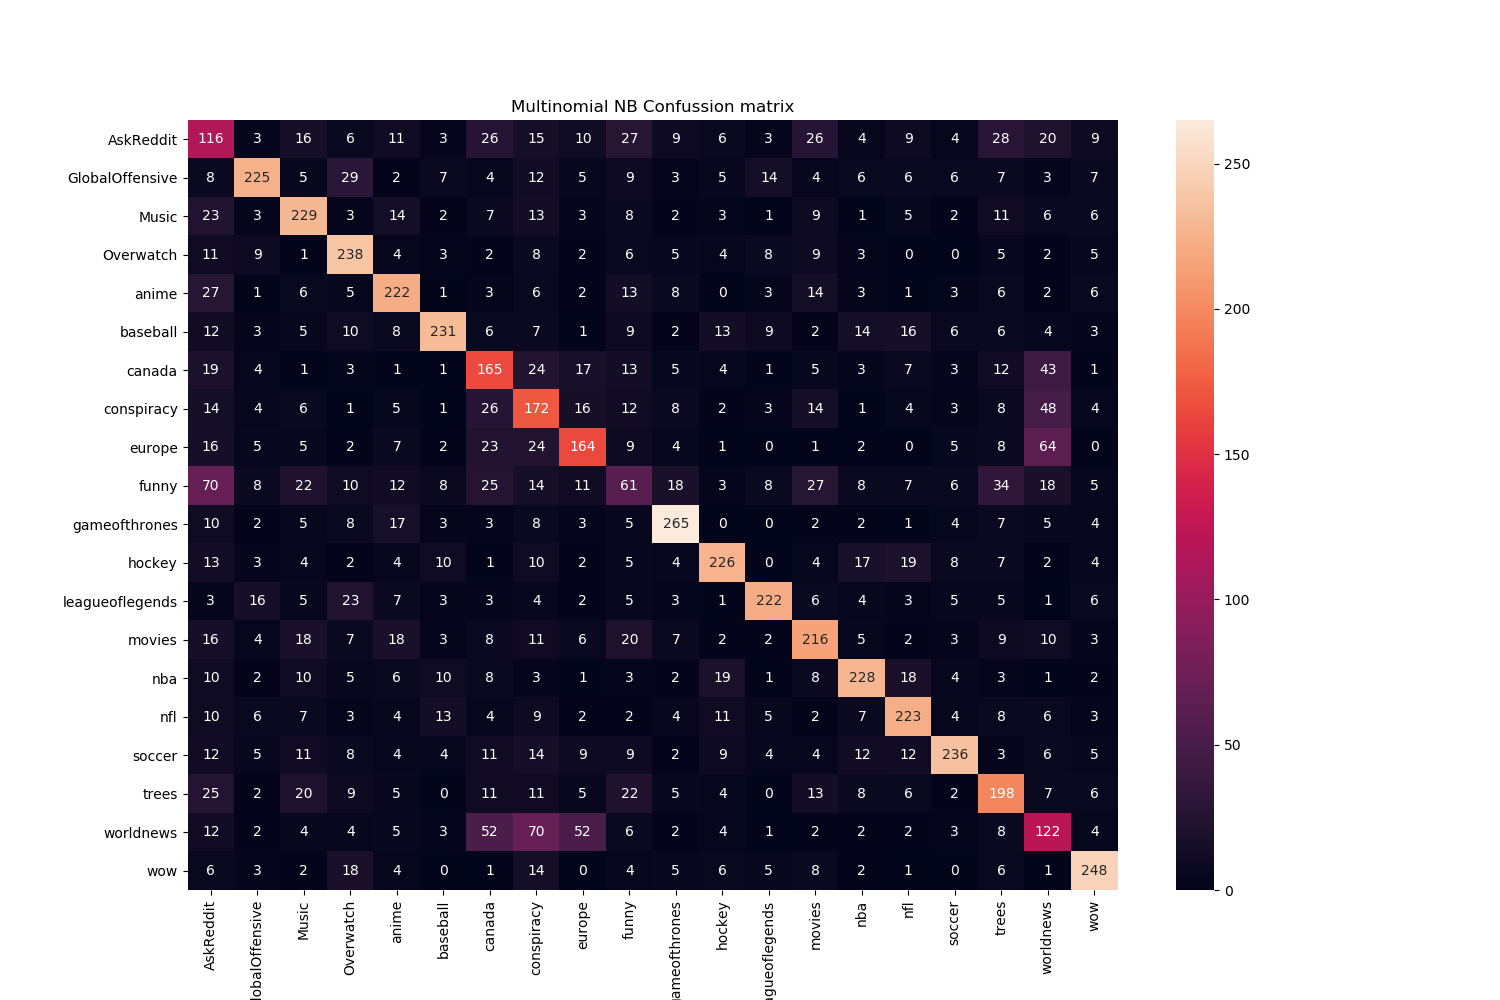 Multinomial NB Confussion matrix
AskReddit 116 3 16 6 11 3 26 15 10 27 9 6 3 26 4 9 4 28 20 9
GlobalOffensive 8 225 5 29 2 7 4 12 5 9 3 5 14 4 6 6 6 7 3 7
Music 23 3 229 3 14 2 7 13 3 8 2 3 1 9 1 5 2 11 6 6
Overwatch 11 9 1 238 4 3 2 8 2 6 5 4 8 9 3 0 0 5 2 5
anime 27 1 6 5 222 1 3 6 2 13 8 0 3 14 3 1 3 6 2 6
baseball 12 3 5 10 8 231 6 7 1 9 2 13 9 2 14 16 6 6 4 3
canada 19 4 1 3 1 1 165 24 17 13 5 4 1 5 3 7 3 12 43 1
conspiracy 14 4 6 1 5 1 26 172 16 12 8 2 3 14 1 4 3 8 48 4
europe 16 5 5 2 7 2 23 24 164 9 4 1 0 1 2 0 5 8 64 0
funny 70 8 22 10 12 8 25 14 11 61 18 3 8 27 8 7 6 34 18 5
gameofthrones 10 2 5 8 17 3 3 8 3 5 265 0 0 2 2 1 4 7 5 4
hockey 13 3 4 2 4 10 1 10 2 5 4 226 0 4 17 19 8 7 2 4
leagueoflegends 3 16 5 23 7 3 3 4 2 5 3 1 222 6 4 3 5 5 1 6
movies 16 4 18 7 18 3 8 11 6 20 7 2 2 216 5 2 3 9 10 3
nba 10 2 10 5 6 10 8 3 1 3 2 19 1 8 228 18 4 3 1 2
nfl 10 6 7 3 4 13 4 9 2 2 4 11 5 2 7 223 4 8 6 3
soccer 12 5 11 8 4 4 11 14 9 9 2 9 4 4 12 12 236 3 6 5
trees 25 2 20 9 5 0 11 11 5 22 5 4 0 13 8 6 2 198 7 6
worldnews 12 2 4 4 5 3 52 70 52 6 2 4 1 2 2 2 3 8 122 4
wow 6 3 2 18 4 0 1 14 0 4 5 6 5 8 2 1 0 6 1 248
AskReddit
lobalOffensive
Music
Overwatch
anime
baseball
canada
conspiracy
europe
funny
ameofthrones
hockey
agueoflegends
movies
nba
nfl
soccer
trees
worldnews
wow
250
200
150
100
50
0